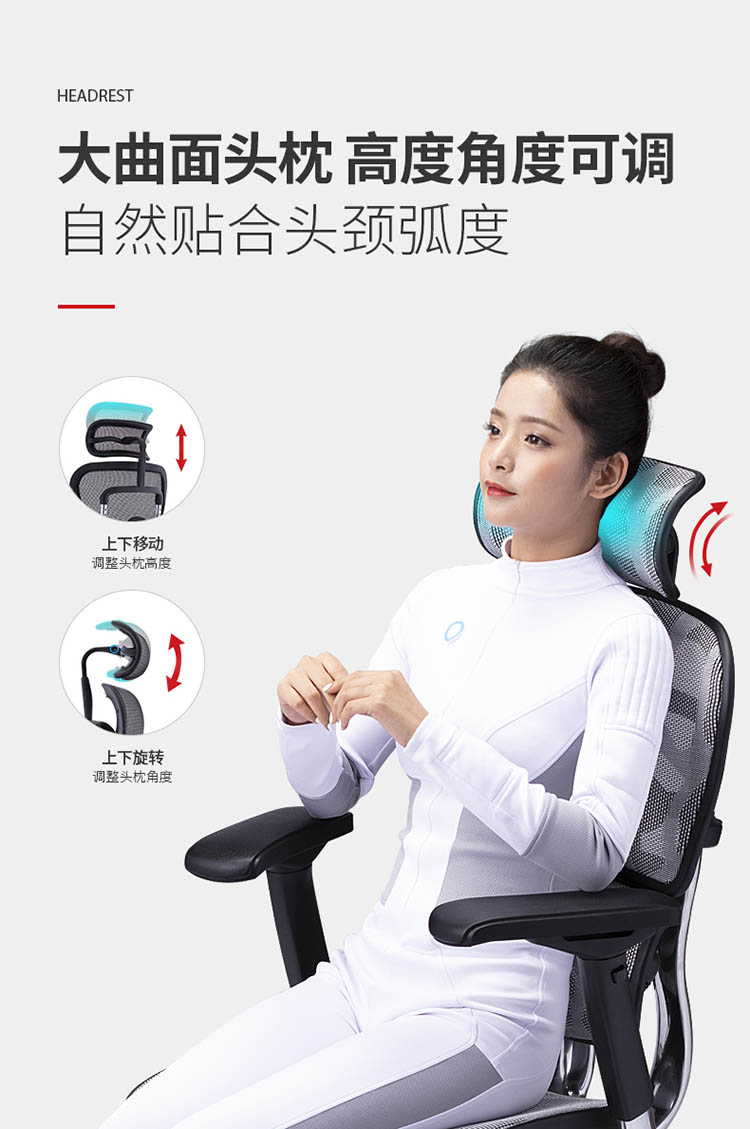 HEADREST
大曲面头枕 高度角度可调
自然贴合头颈弧度
上下移动
调整头枕高度
上下旋转
调整头枕角度